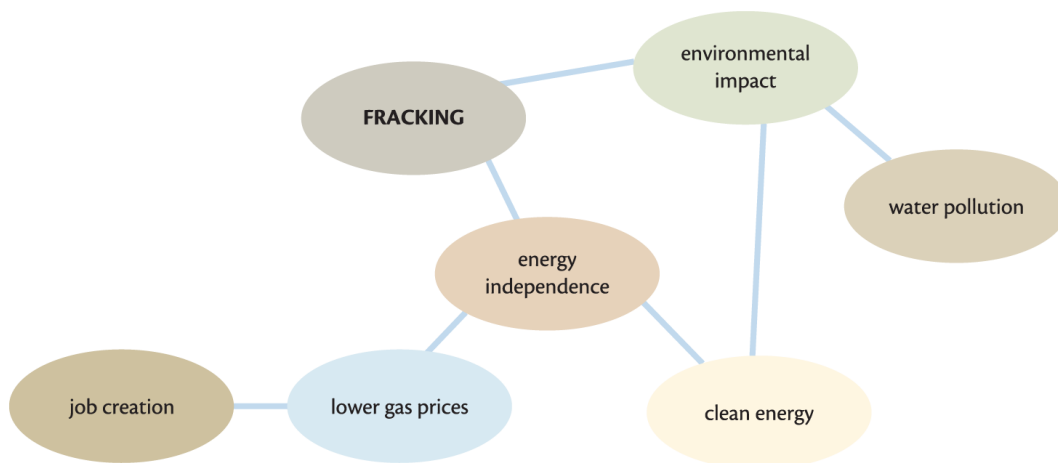 environmental
impact
FRACKING
water pollution
energy
independence
job creation
lower gas prices
clean energy